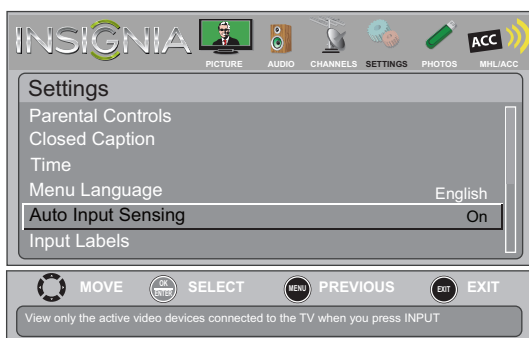 INSIGNIA
PICTURE AUDIO CHANNELS SETTINGS PHOTOS MHL/ACC
ACC
Settings
Parental Controls
Closed Caption
Time
Menu Language English
Auto Input Sensing On
Input Labels
MOVE OK ENTER SELECT MENU PREVIOUS EXIT EXIT
View only the active video devices connected to the TV when you press INPUT